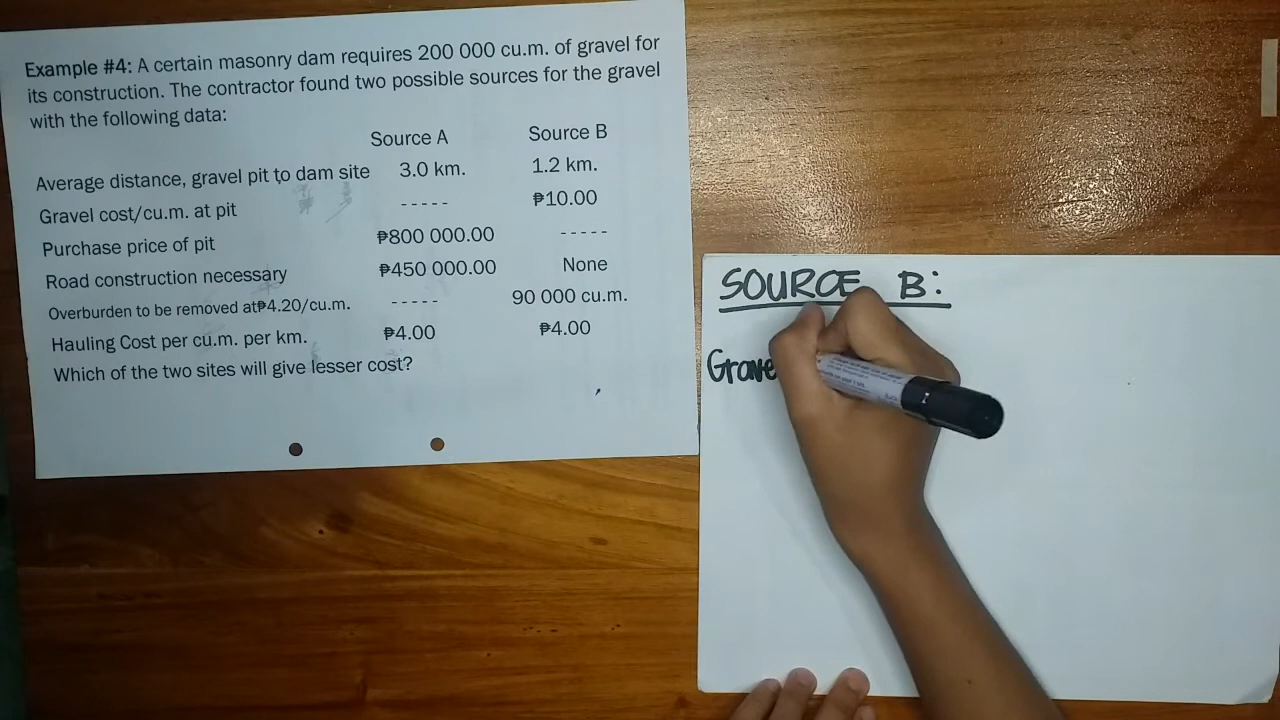 Example #4: A certain masonry dam requires 200 000 cu.m. of gravel for
its construction. The contractor found two possible sources for the gravel
with the following data:
Source A Source B
Average distance, gravel pit to dam site 3.0 km. 1.2 km.
Gravel cost/cu.m. at pit ----- ₱10.00
Purchase price of pit ₱800 000.00 -----
Road construction necessary ₱450 000.00 None
Overburden to be removed at₱4.20/cu.m. ----- 90 000 cu.m.
Hauling Cost per cu.m. per km. ₱4.00 ₱4.00
Which of the two sites will give lesser cost?
SOURCE B:
Grave